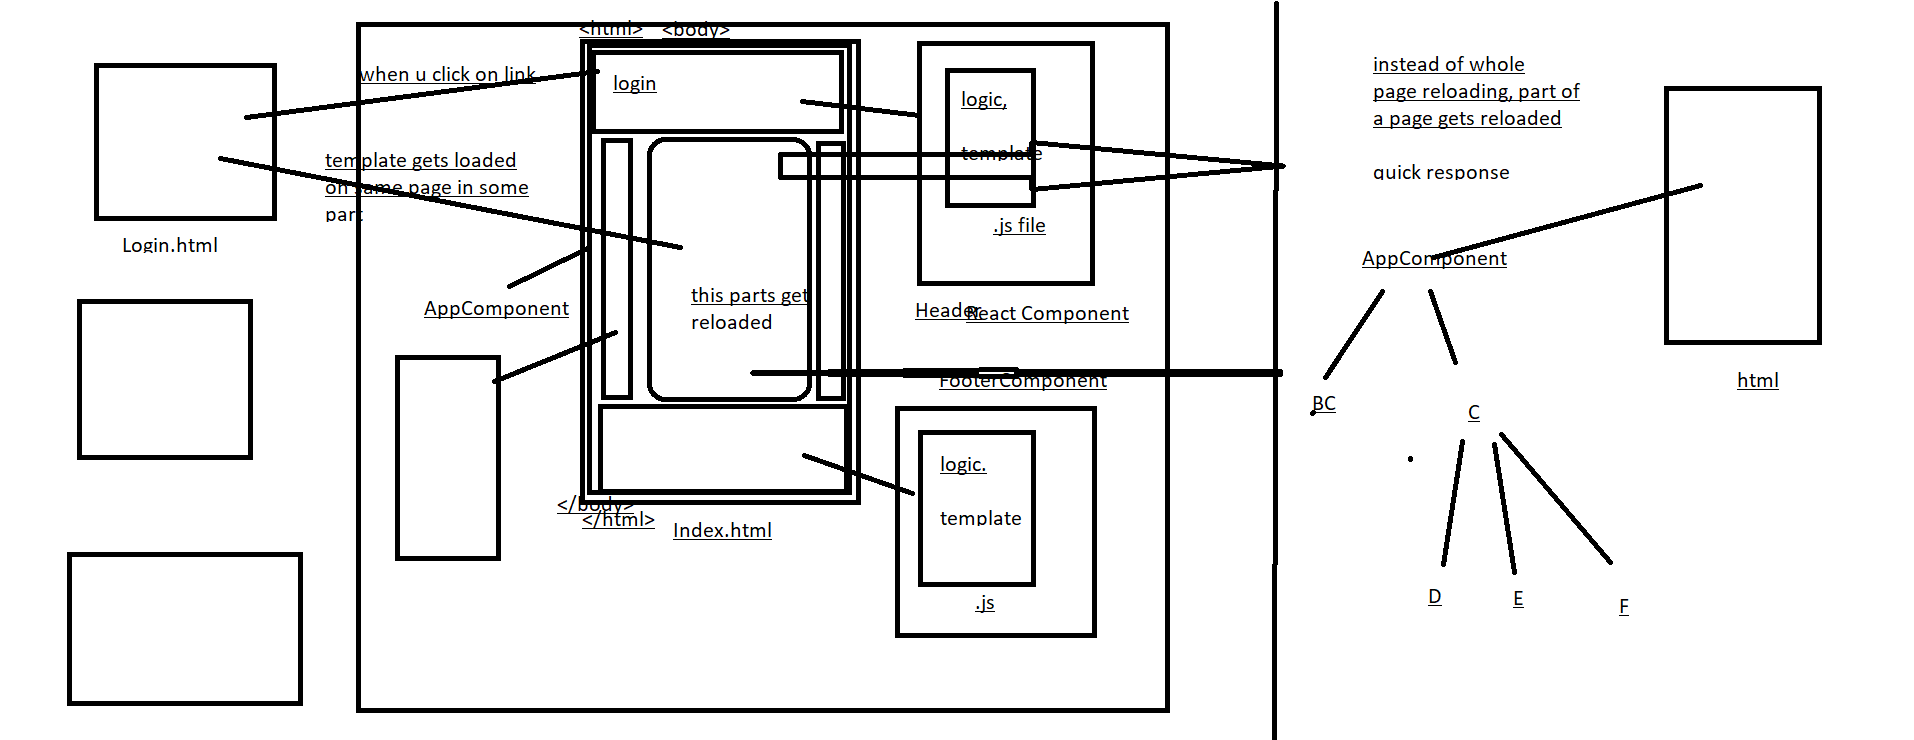 <html> <body>
when u click on link
login
template gets loaded
on same page in some
part
Login.html
AppComponent
this parts get
reloaded
</body>
</html>
Index.html
logic,
template
.js file
Header
React Component
FooterComponent
logic.
template
.js
instead of whole
page reloading, part of
a page gets reloaded
quick response
AppComponent
html
BC
C
D
E
F